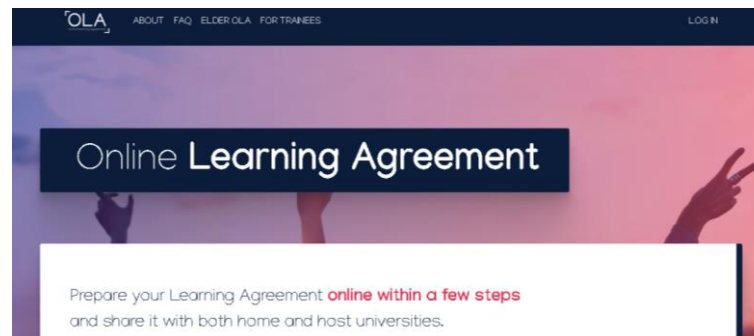 OLA
ABOUT FAQ ELDER OLA FOR TRAINEES LOG IN
Online Learning Agreement
Prepare your Learning Agreement online within a few steps
and share it with both home and host universities.